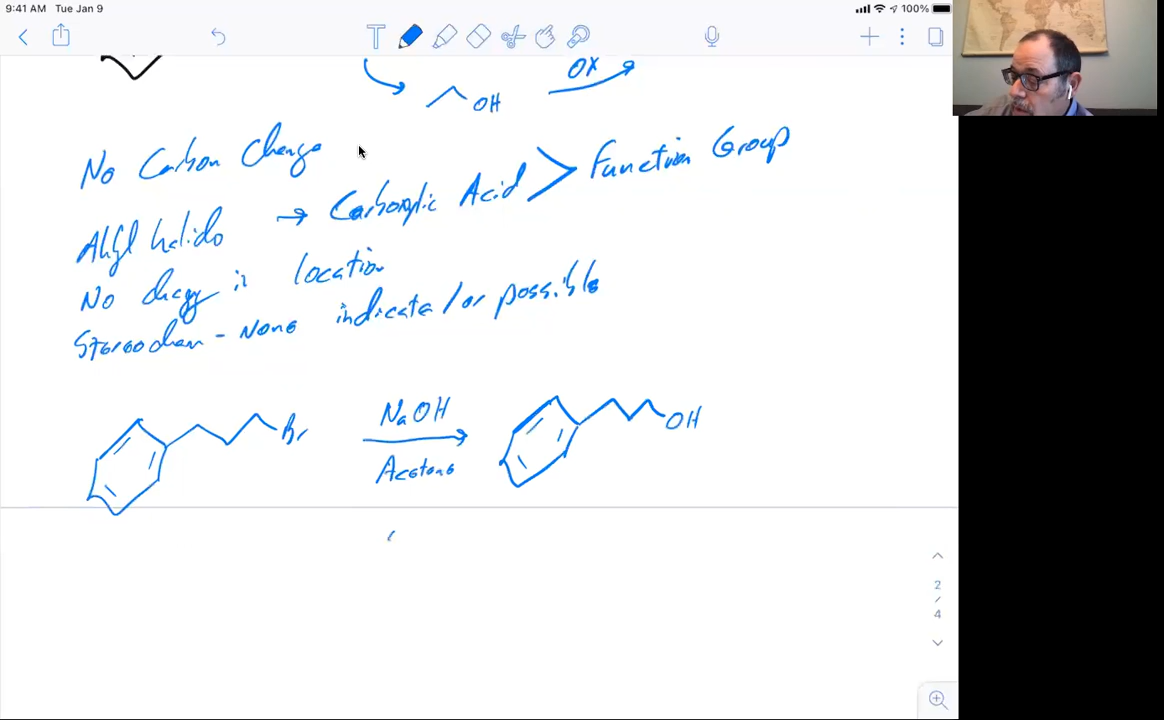 9:41 AM Tue Jan 9
100%
T
OH
OX
No Carbon Change
Alkyl halide → Carboxylic Acid > Function Group
No change in location
Stereochem - None indicate/or possible
Br
NaOH
Acetone
OH
2
/
4